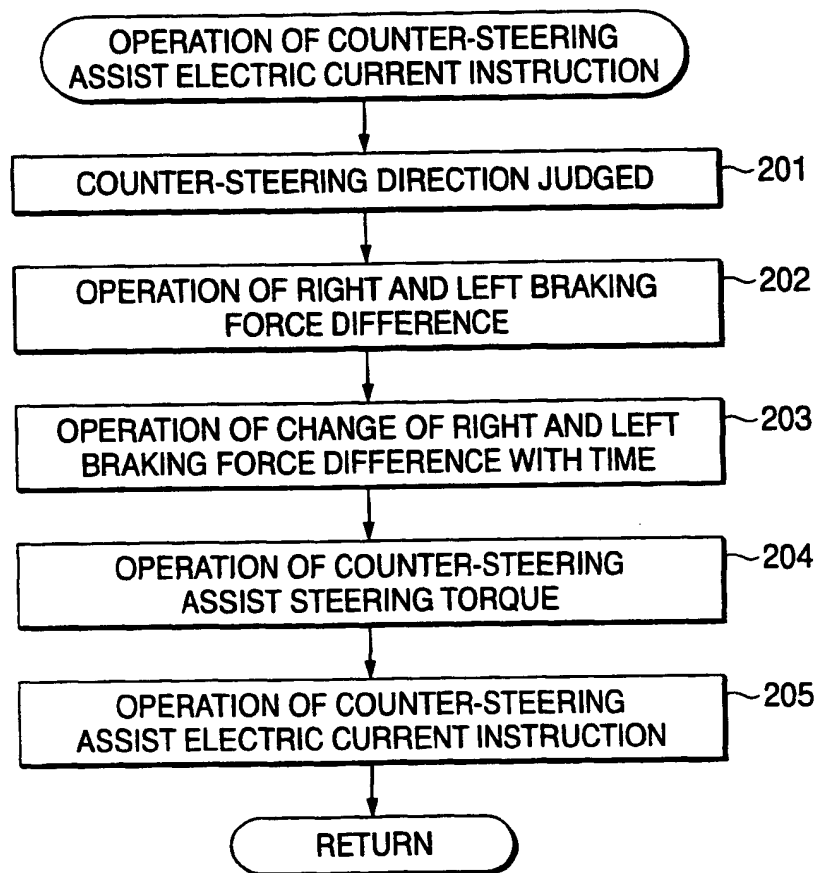 OPERATION OF COUNTER-STEERING
ASSIST ELECTRIC CURRENT INSTRUCTION
COUNTER-STEERING DIRECTION JUDGED
201
OPERATION OF RIGHT AND LEFT BRAKING
FORCE DIFFERENCE
202
OPERATION OF CHANGE OF RIGHT AND LEFT
BRAKING FORCE DIFFERENCE WITH TIME
203
OPERATION OF COUNTER-STEERING
ASSIST STEERING TORQUE
204
OPERATION OF COUNTER-STEERING
ASSIST ELECTRIC CURRENT INSTRUCTION
205
RETURN